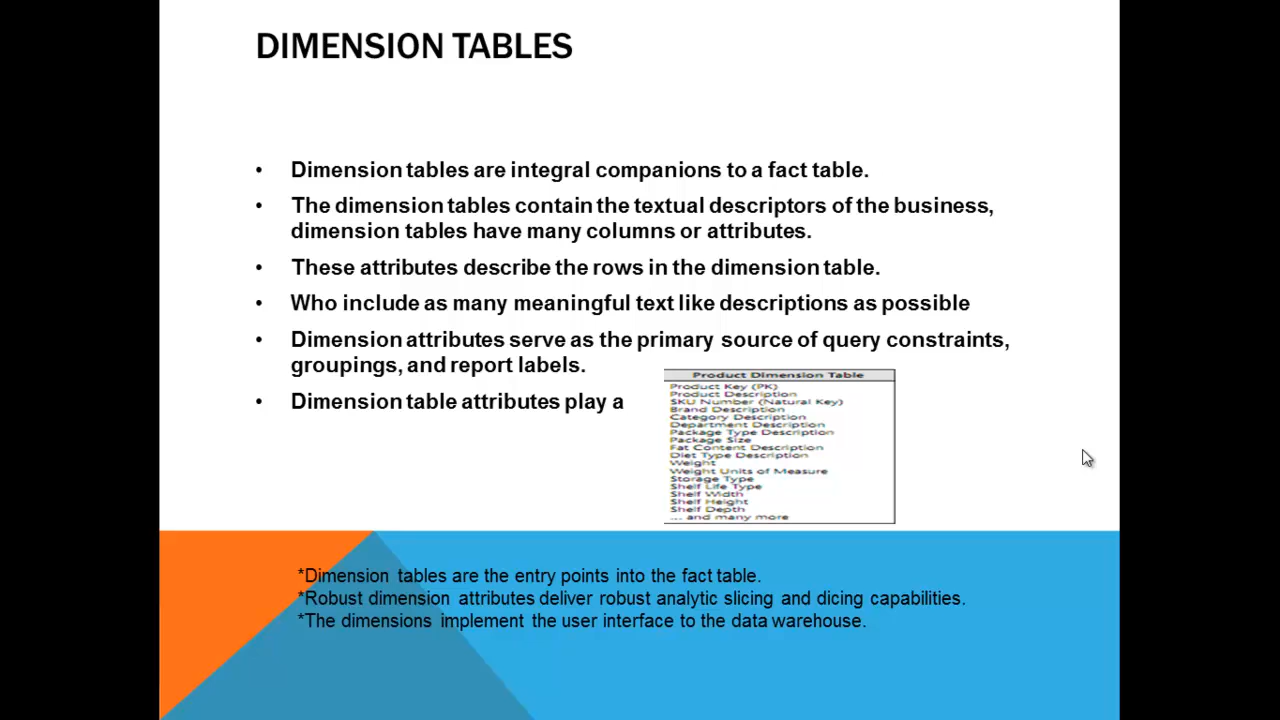 DIMENSION TABLES
• Dimension tables are integral companions to a fact table.
• The dimension tables contain the textual descriptors of the business,
dimension tables have many columns or attributes.
• These attributes describe the rows in the dimension table.
• Who include as many meaningful text like descriptions as possible
• Dimension attributes serve as the primary source of query constraints,
groupings, and report labels.
• Dimension table attributes play a
Product Dimension Table
Product Key (PK)
Product Description
SKU Number (Natural Key)
Brand Description
Category Description
Department Description
Package Type Description
Package Size
Fat Content Description
Diet Type Description
Weight
Weight Units of Measure
Storage Type
Shelf Life Type
Shelf Width
Shelf Height
Shelf Depth
... and many more
*Dimension tables are the entry points into the fact table.
*Robust dimension attributes deliver robust analytic slicing and dicing capabilities.
*The dimensions implement the user interface to the data warehouse.